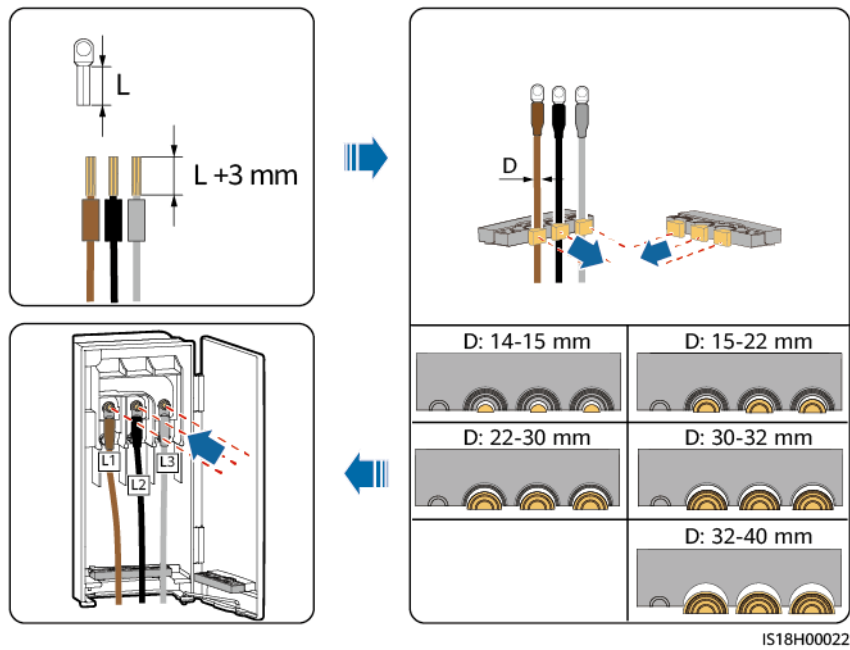 L
L +3 mm
D
D: 14-15 mm
D: 15-22 mm
D: 22-30 mm
D: 30-32 mm
D: 32-40 mm
L1
L2
L3
IS18H00022